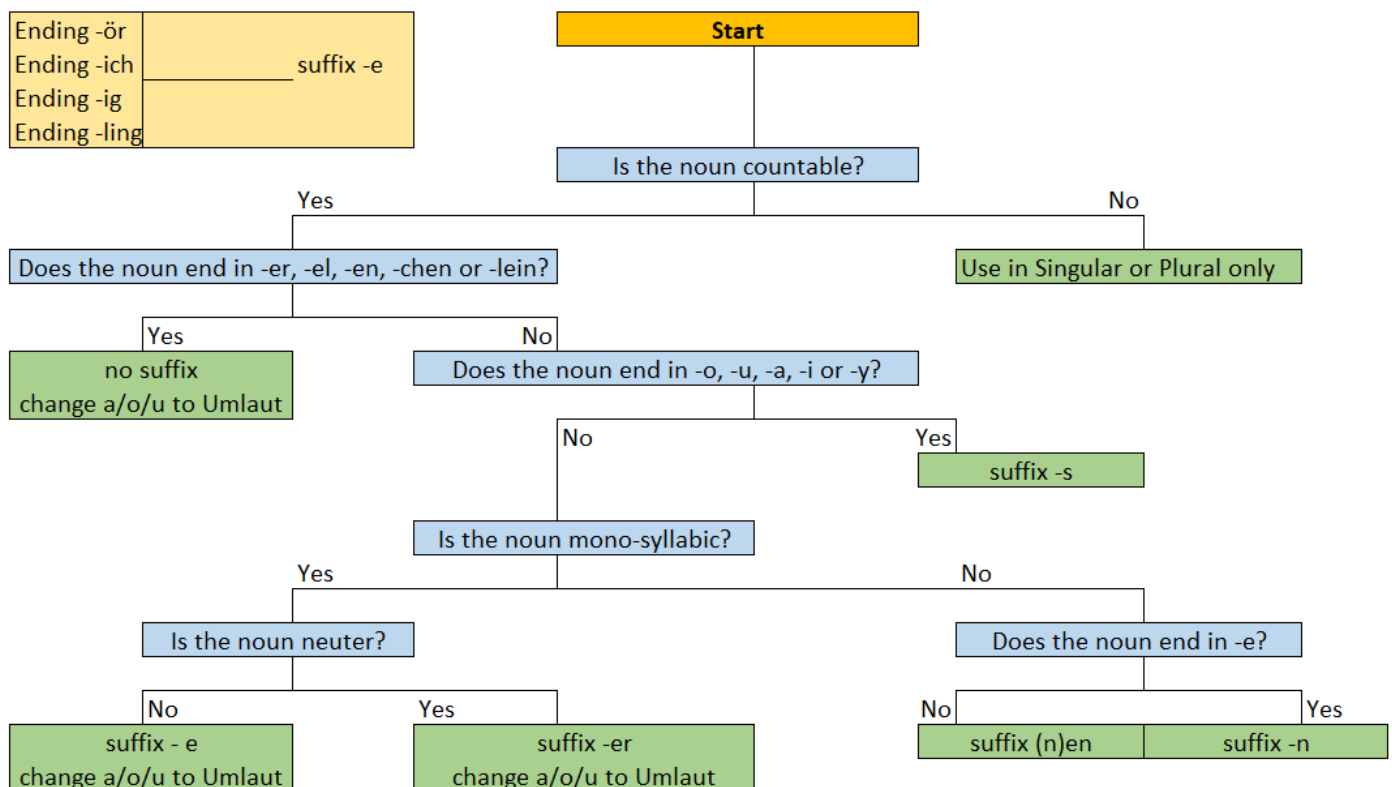 Ending -ör
Ending -ich suffix -e
Ending -ig
Ending -ling
Start
Is the noun countable?
Yes
No
Does the noun end in -er, -el, -en, -chen or -lein?
Use in Singular or Plural only
Yes
No
no suffix
change a/o/u to Umlaut
Does the noun end in -o, -u, -a, -i or -y?
No
Yes
suffix -s
Is the noun mono-syllabic?
Yes
No
Is the noun neuter?
Does the noun end in -e?
No
Yes
No
Yes
suffix - e
change a/o/u to Umlaut
suffix -er
change a/o/u to Umlaut
suffix (n)en
suffix -n